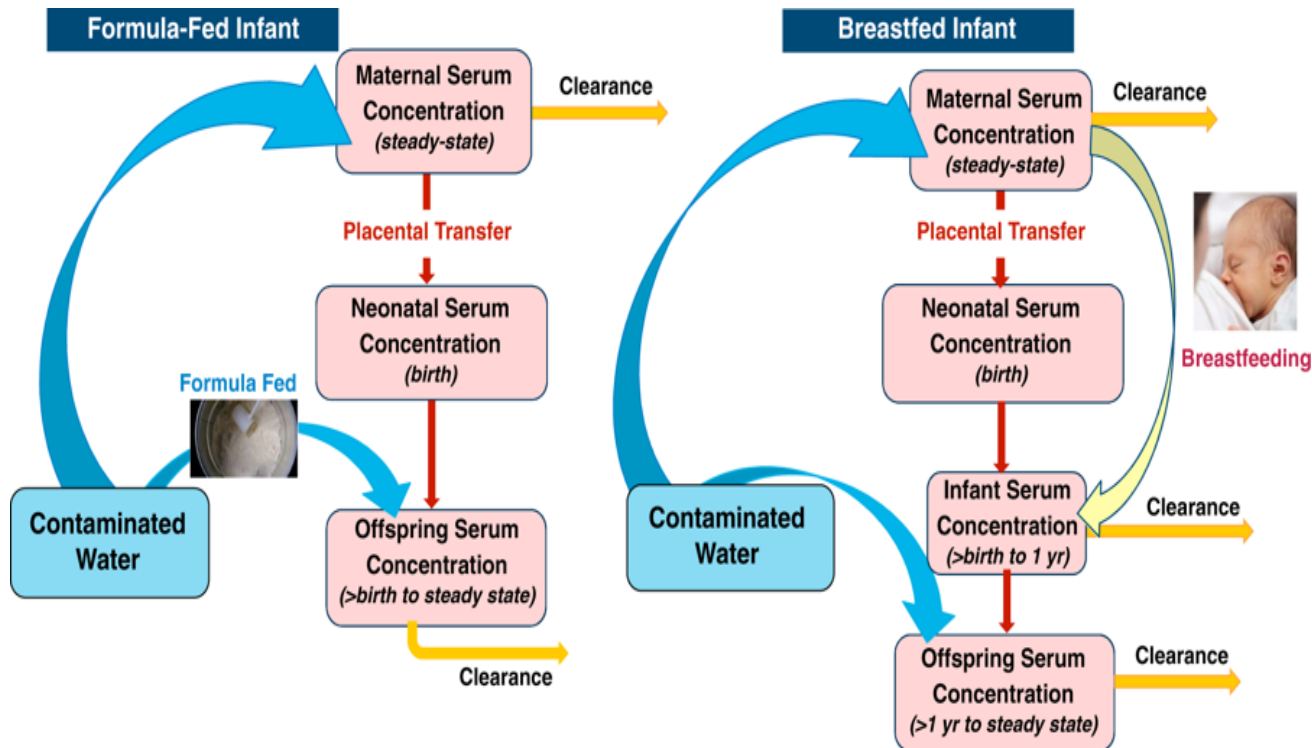 Formula-Fed Infant
Maternal Serum
Concentration
(steady-state)
Clearance
Placental Transfer
Neonatal Serum
Concentration
(birth)
Formula Fed
Contaminated
Water
Offspring Serum
Concentration
(>birth to steady state)
Clearance
Breastfed Infant
Maternal Serum
Concentration
(steady-state)
Clearance
Placental Transfer
Breastfeeding
Neonatal Serum
Concentration
(birth)
Contaminated
Water
Infant Serum
Concentration
(>birth to 1 yr)
Clearance
Offspring Serum
Concentration
(>1 yr to steady state)
Clearance